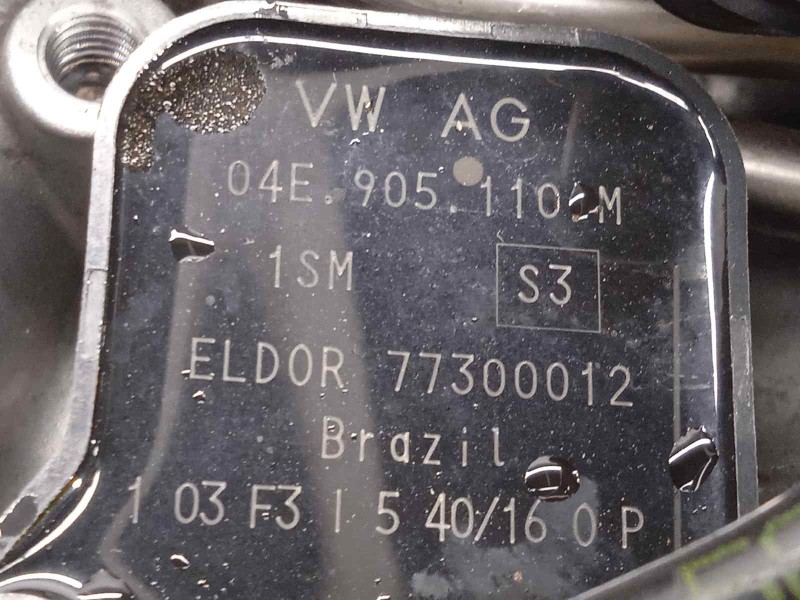 VW AG
04E.905.110.M
1SM S3
ELDOR 77300012
Brazil
1 03 F3 I 5 40/16 0 P